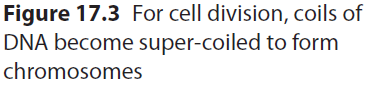 Figure 17.3 For cell division, coils of
DNA become super-coiled to form
chromosomes